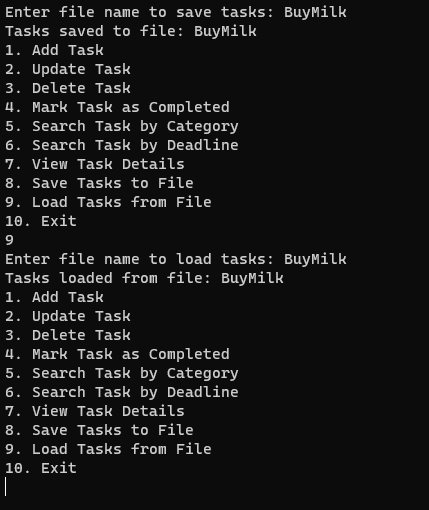 Enter file name to save tasks: BuyMilk
Tasks saved to file: BuyMilk
1. Add Task
2. Update Task
3. Delete Task
4. Mark Task as Completed
5. Search Task by Category
6. Search Task by Deadline
7. View Task Details
8. Save Tasks to File
9. Load Tasks from File
10. Exit
9
Enter file name to load tasks: BuyMilk
Tasks loaded from file: BuyMilk
1. Add Task
2. Update Task
3. Delete Task
4. Mark Task as Completed
5. Search Task by Category
6. Search Task by Deadline
7. View Task Details
8. Save Tasks to File
9. Load Tasks from File
10. Exit